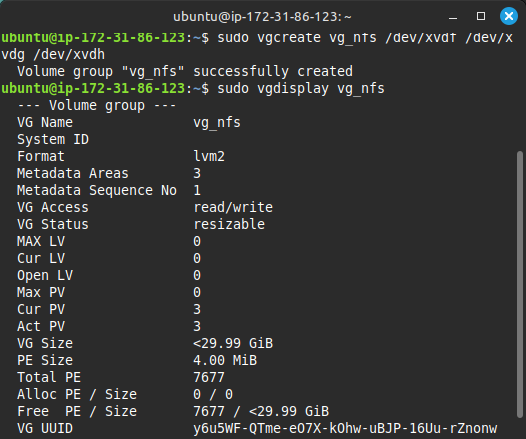 ubuntu@ip-172-31-86-123: ~
ubuntu@ip-172-31-86-123:~$ sudo vgcreate vg_nfs /dev/xvdf /dev/x
vdg /dev/xvdh
  Volume group "vg_nfs" successfully created
ubuntu@ip-172-31-86-123:~$ sudo vgdisplay vg_nfs
  --- Volume group ---
  VG Name               vg_nfs
  System ID
  Format                lvm2
  Metadata Areas        3
  Metadata Sequence No  1
  VG Access             read/write
  VG Status             resizable
  MAX LV                0
  Cur LV                0
  Open LV               0
  Max PV                0
  Cur PV                3
  Act PV                3
  VG Size               <29.99 GiB
  PE Size               4.00 MiB
  Total PE              7677
  Alloc PE / Size       0 / 0
  Free  PE / Size       7677 / <29.99 GiB
  VG UUID               y6u5WF-QTme-eO7X-kOhw-uBJP-16Uu-rZnonw